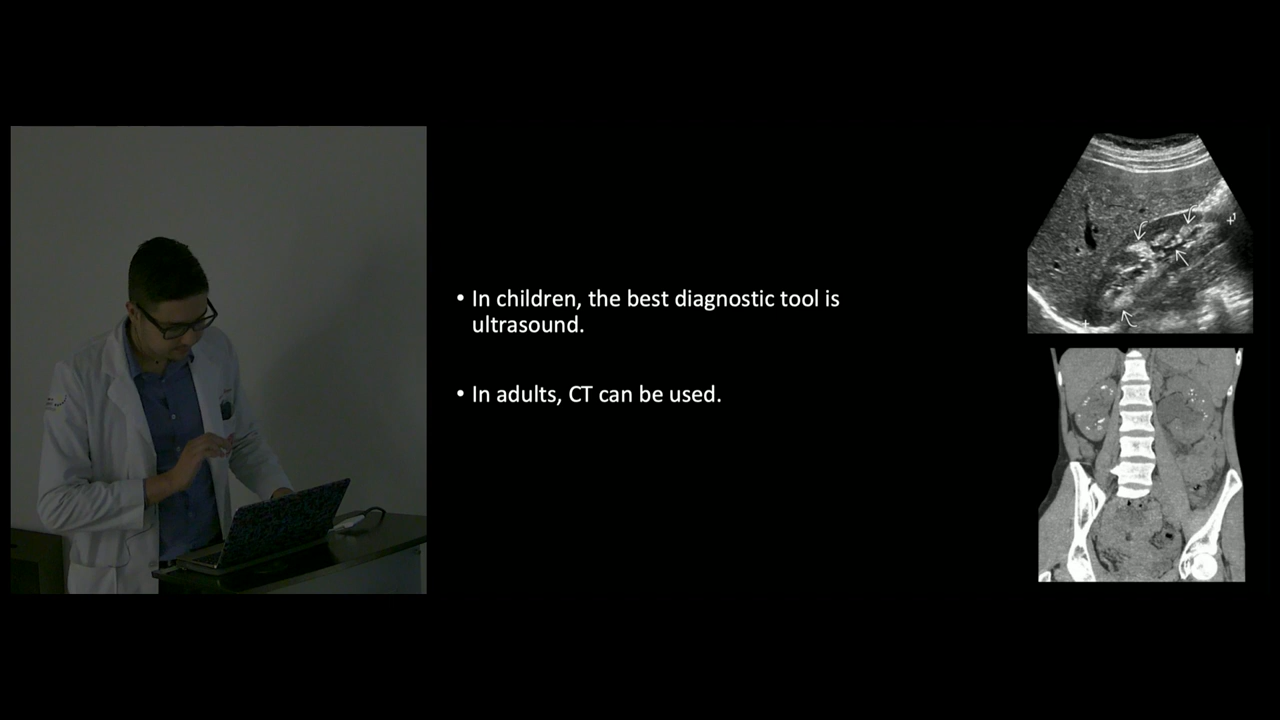 • In children, the best diagnostic tool is
ultrasound.
• In adults, CT can be used.